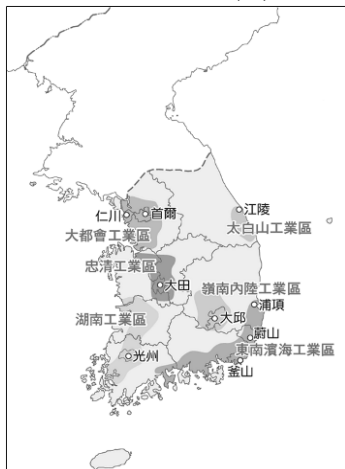 江陵
仁川
首爾
太白山工業區
大都會工業區
忠清工業區
大田
嶺南內陸工業區
浦項
湖南工業區
大邱
蔚山
東南濱海工業區
光州
釜山